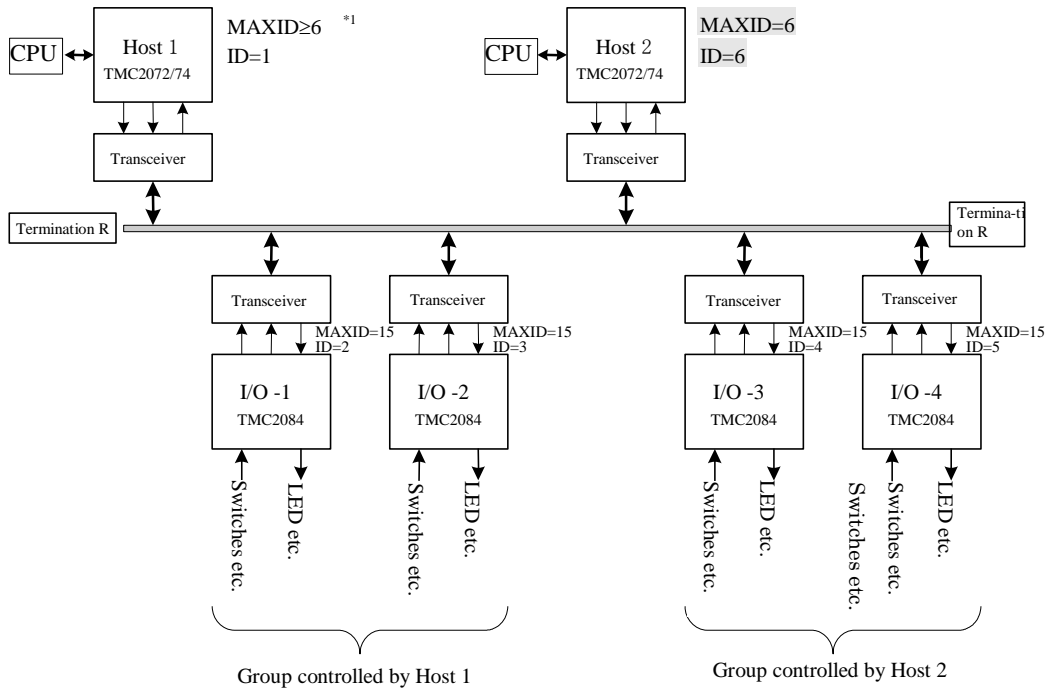 CPU
Host 1
TMC2072/74
MAXID≥6 *1
ID=1
CPU
Host 2
TMC2072/74
MAXID=6
ID=6
Transceiver
Transceiver
Termination R
Termina-ti
on R
Transceiver
Transceiver
Transceiver
Transceiver
MAXID=15
ID=2
MAXID=15
ID=3
MAXID=15
ID=4
MAXID=15
ID=5
I/O -1
TMC2084
I/O -2
TMC2084
I/O -3
TMC2084
I/O -4
TMC2084
Switches etc.
LED etc.
Switches etc.
LED etc.
Switches etc.
LED etc.
Switches etc.
Switches etc.
LED etc.
Group controlled by Host 1
Group controlled by Host 2